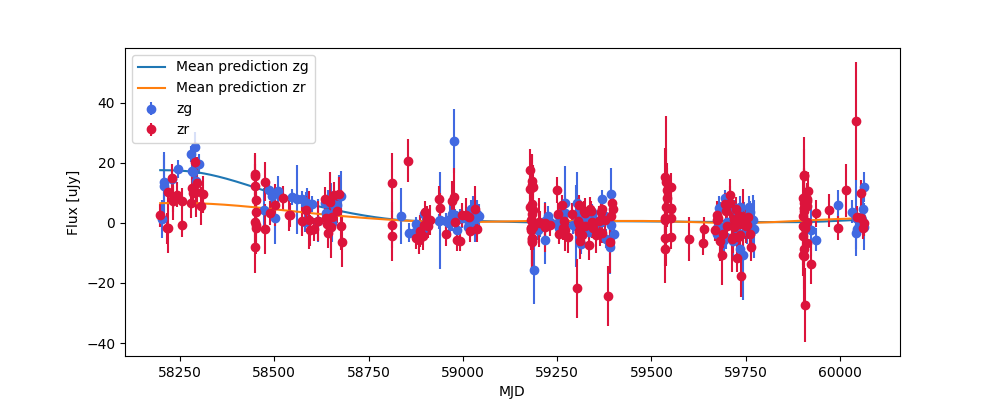 Mean prediction zg
Mean prediction zr
zg
zr
Flux [uJy]
40
20
0
−20
−40
58250
58500
58750
59000
59250
59500
59750
60000
MJD